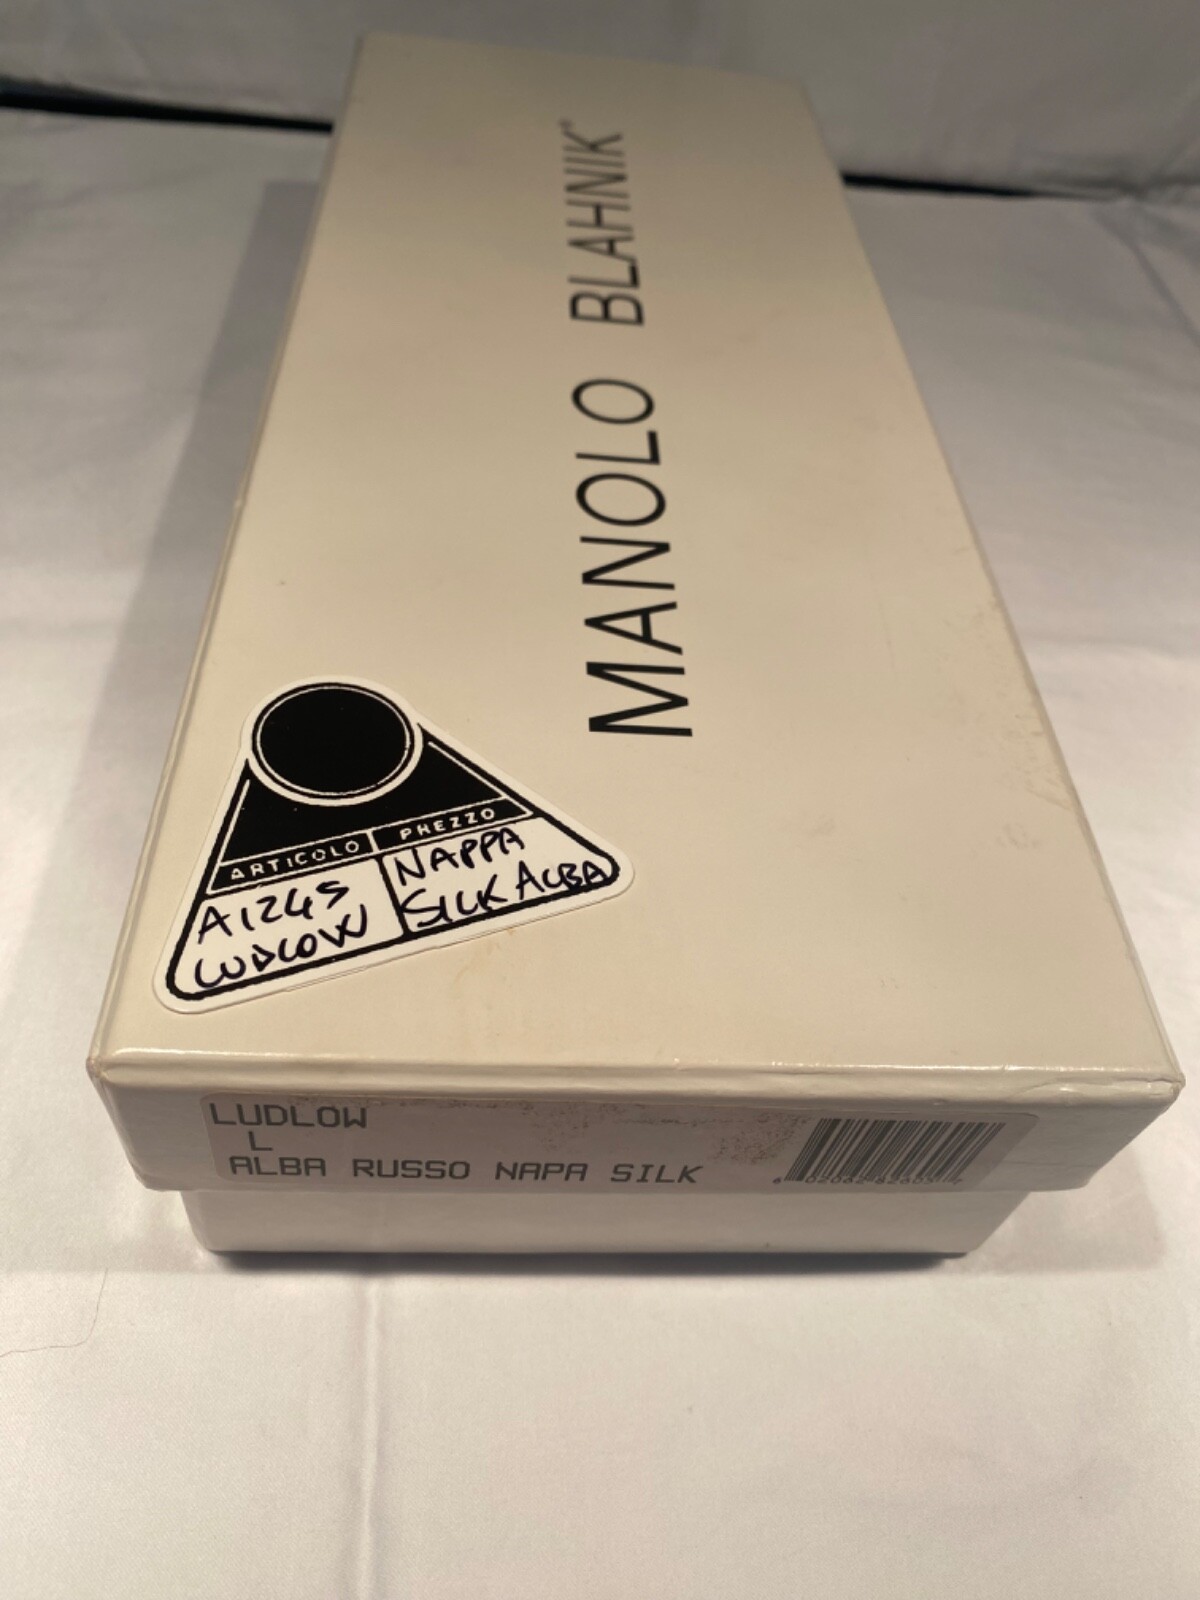 MANOLO BLAHNIK®
ARTICOLO PREZZO
A1245 NAPPA
LUDLOW SILK ALBA
LUDLOW
L
ALBA RUSSO NAPA SILK